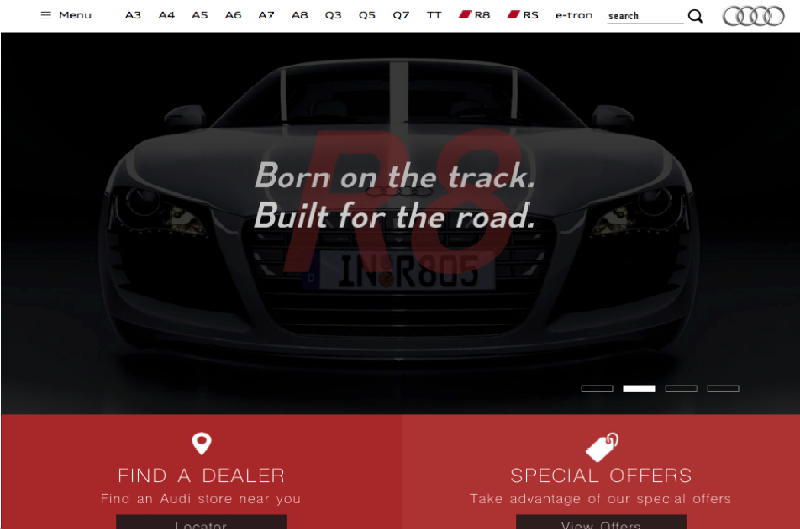 Menu A3 A4 A5 A6 A7 A8 Q3 Q5 Q7 TT R8 RS e-tron search
R8
Born on the track.
Built for the road.
IN R805
FIND A DEALER
Find an Audi store near you
Locator
SPECIAL OFFERS
Take advantage of our special offers
View Offers